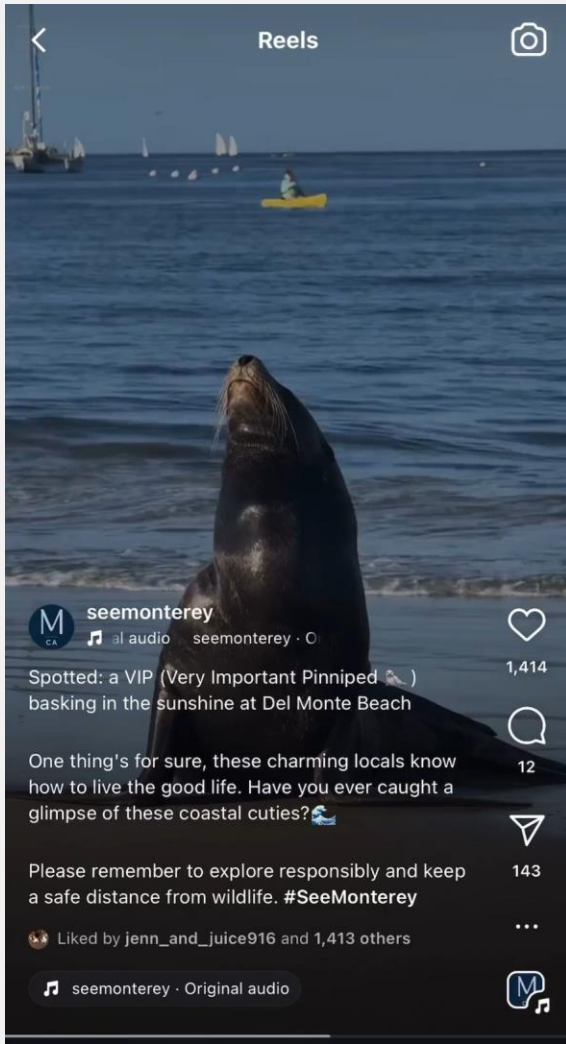 Reels
M
CA
seemonterey
al audio seemonterey · O
Spotted: a VIP (Very Important Pinniped 🦭)
basking in the sunshine at Del Monte Beach
One thing's for sure, these charming locals know
how to live the good life. Have you ever caught a
glimpse of these coastal cuties?🌊
Please remember to explore responsibly and keep
a safe distance from wildlife. #SeeMonterey
Liked by jenn_and_juice916 and 1,413 others
seemonterey · Original audio
1,414
12
143
M